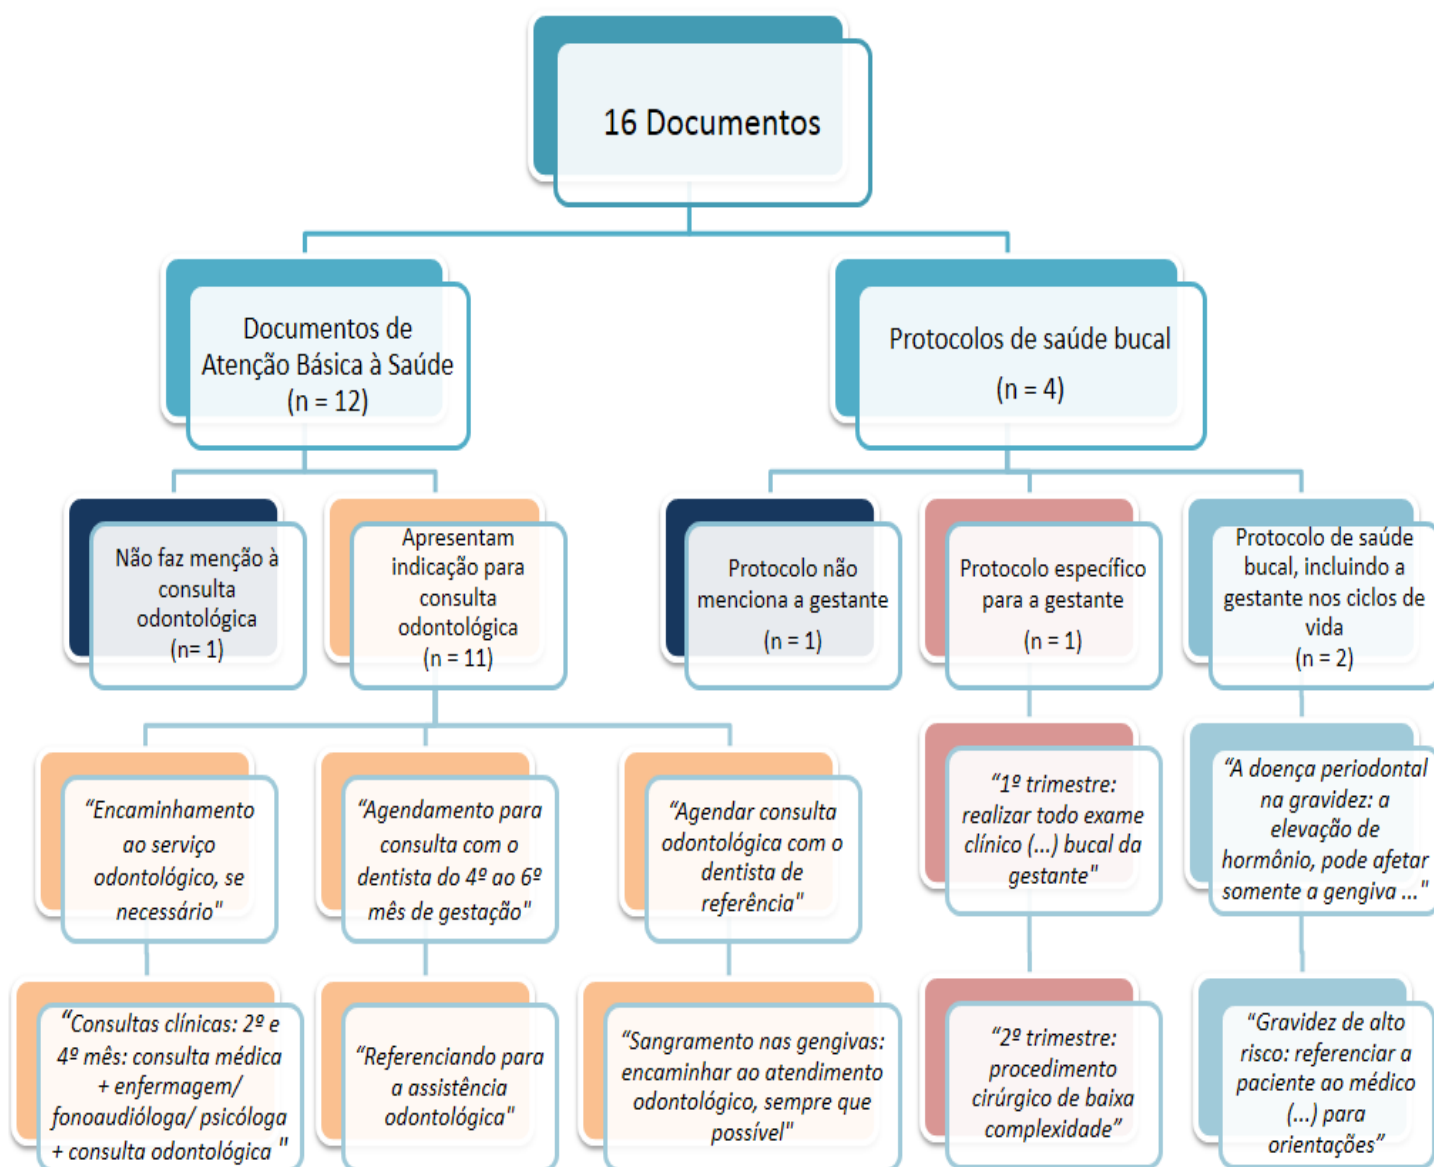 16 Documentos
Documentos de
Atenção Básica à Saúde
(n = 12)
Protocolos de saúde bucal
(n = 4)
Não faz menção à
consulta
odontológica
(n= 1)
Apresentam
indicação para
consulta
odontológica
(n = 11)
Protocolo não
menciona a gestante
(n = 1)
Protocolo específico
para a gestante
(n = 1)
Protocolo de saúde
bucal, incluindo a
gestante nos ciclos de
vida
(n = 2)
“Encaminhamento
ao serviço
odontológico, se
necessário"
“Agendamento para
consulta com o
dentista do 4º ao 6º
mês de gestação"
“Agendar consulta
odontológica com o
dentista de
referência"
“1º trimestre:
realizar todo exame
clínico (...) bucal da
gestante"
“A doença periodontal
na gravidez: a
elevação de
hormônio, pode afetar
somente a gengiva ..."
“Consultas clínicas: 2º e
4º mês: consulta médica
+ enfermagem/
fonoaudióloga/ psicóloga
+ consulta odontológica "
“Referenciando para
a assistência
odontológica"
“Sangramento nas gengivas:
encaminhar ao atendimento
odontológico, sempre que
possível"
“2º trimestre:
procedimento
cirúrgico de baixa
complexidade”
“Gravidez de alto
risco: referenciar a
paciente ao médico
(...) para
orientações”